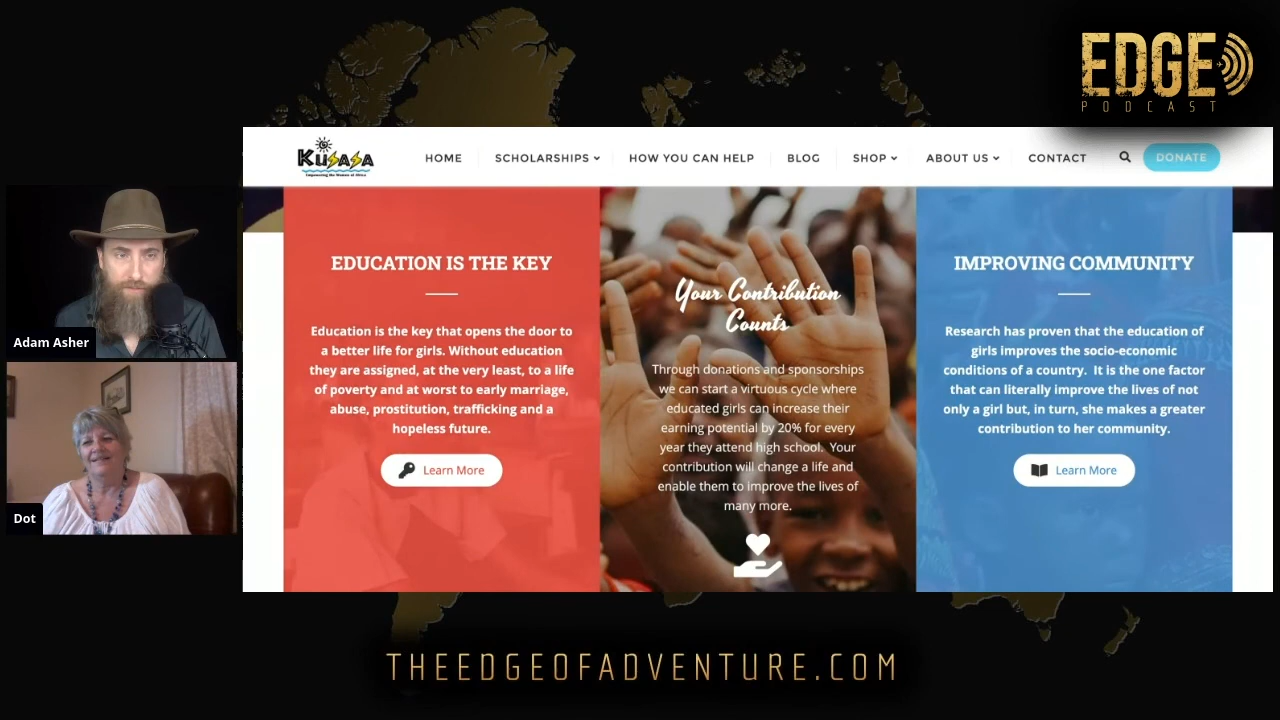 EDGE
PODCAST
KUSASA
Empowering the Women of Africa
HOME
SCHOLARSHIPS
HOW YOU CAN HELP
BLOG
SHOP
ABOUT US
CONTACT
DONATE
EDUCATION IS THE KEY
Education is the key that opens the door to
a better life for girls. Without education
they are assigned, at the very least, to a life
of poverty and at worst to early marriage,
abuse, prostitution, trafficking and a
hopeless future.
Learn More
Your Contribution
Counts
Through donations and sponsorships
we can start a virtuous cycle where
educated girls can increase their
earning potential by 20% for every
year they attend high school. Your
contribution will change a life and
enable them to improve the lives of
many more.
IMPROVING COMMUNITY
Research has proven that the education of
girls improves the socio-economic
conditions of a country. It is the one factor
that can literally improve the lives of not
only a girl but, in turn, she makes a greater
contribution to her community.
Learn More
Adam Asher
Dot
THEEDGEOFADVENTURE.COM